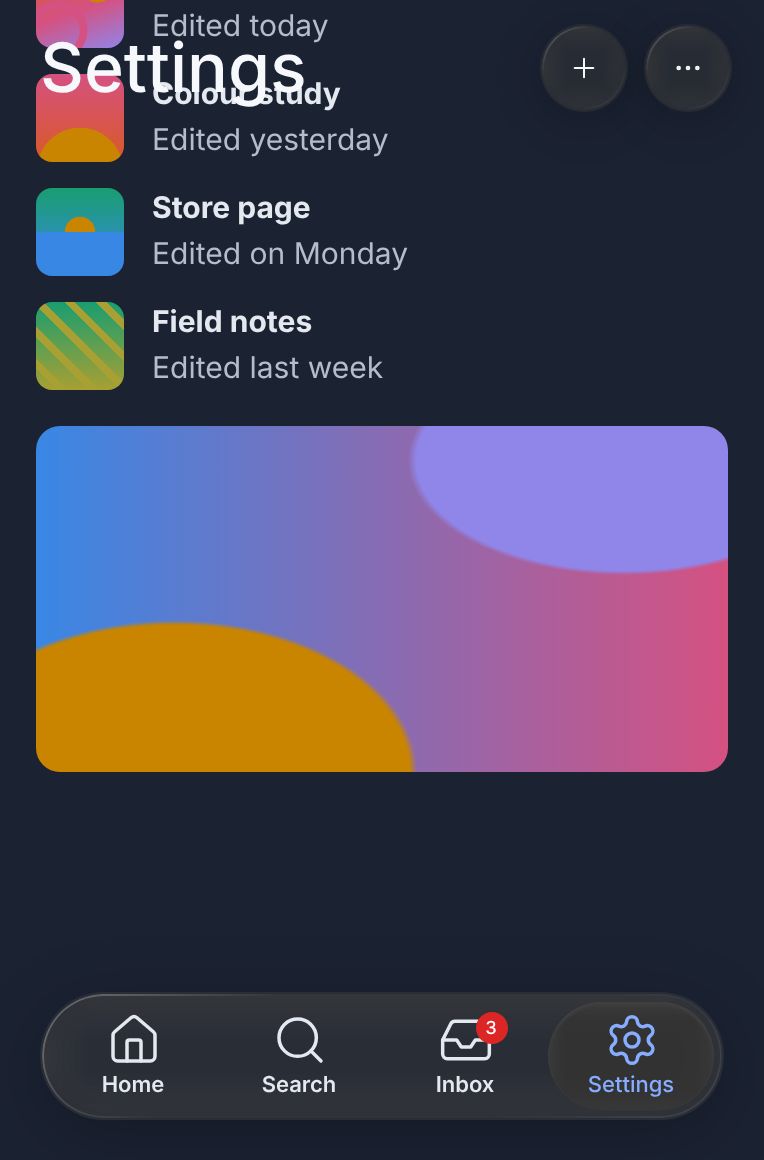 Edited today
Settings
Colour study
Edited yesterday
Store page
Edited on Monday
Field notes
Edited last week
3
Home
Search
Inbox
Settings